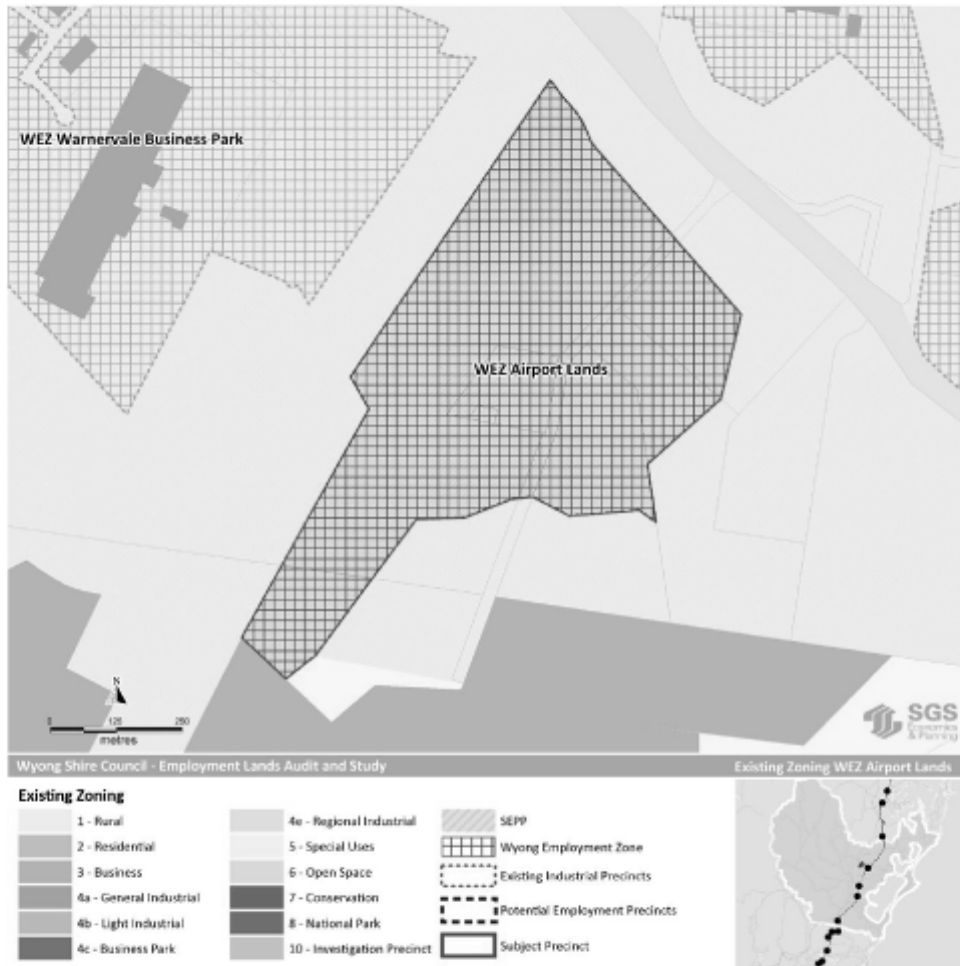 WEZ Warnervale Business Park
WEZ Airport Lands
N
0 125 250
metres
SGS
Economics
& Planning
Wyong Shire Council - Employment Lands Audit and Study
Existing Zoning WEZ Airport Lands
Existing Zoning
1 - Rural
2 - Residential
3 - Business
4a - General Industrial
4b - Light Industrial
4c - Business Park
4e - Regional Industrial
5 - Special Uses
6 - Open Space
7 - Conservation
8 - National Park
10 - Investigation Precinct
SEPP
Wyong Employment Zone
Existing Industrial Precincts
Potential Employment Precincts
Subject Precinct